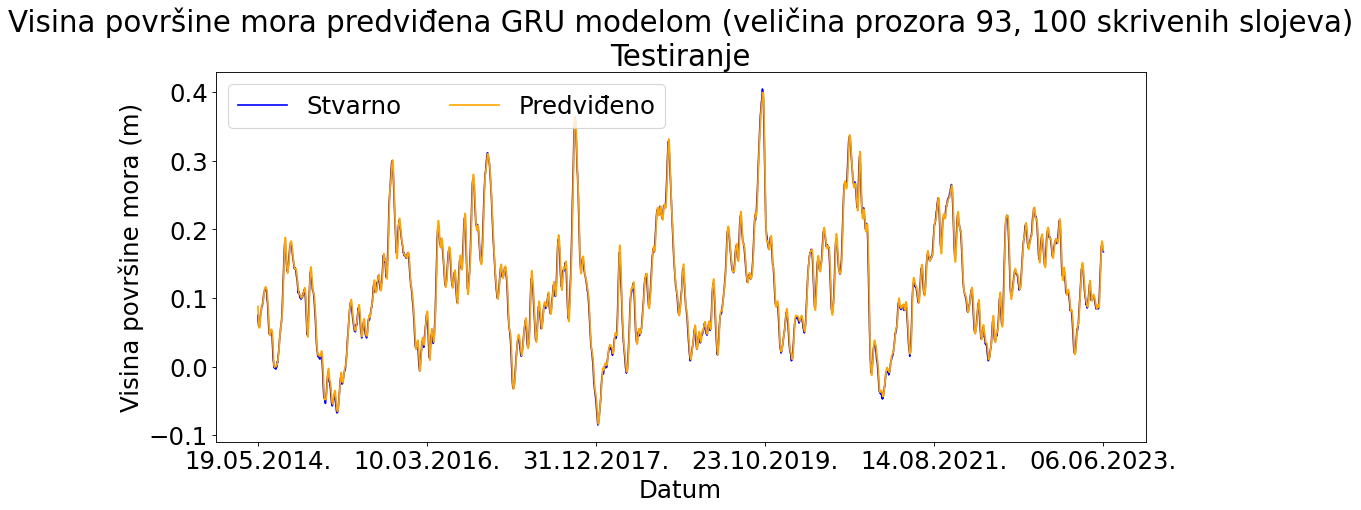 Visina površine mora predviđena GRU modelom (veličina prozora 93, 100 skrivenih slojeva)
Testiranje
Stvarno
Predviđeno
Visina površine mora (m)
0.4
0.3
0.2
0.1
0.0
−0.1
19.05.2014.
10.03.2016.
31.12.2017.
23.10.2019.
14.08.2021.
06.06.2023.
Datum